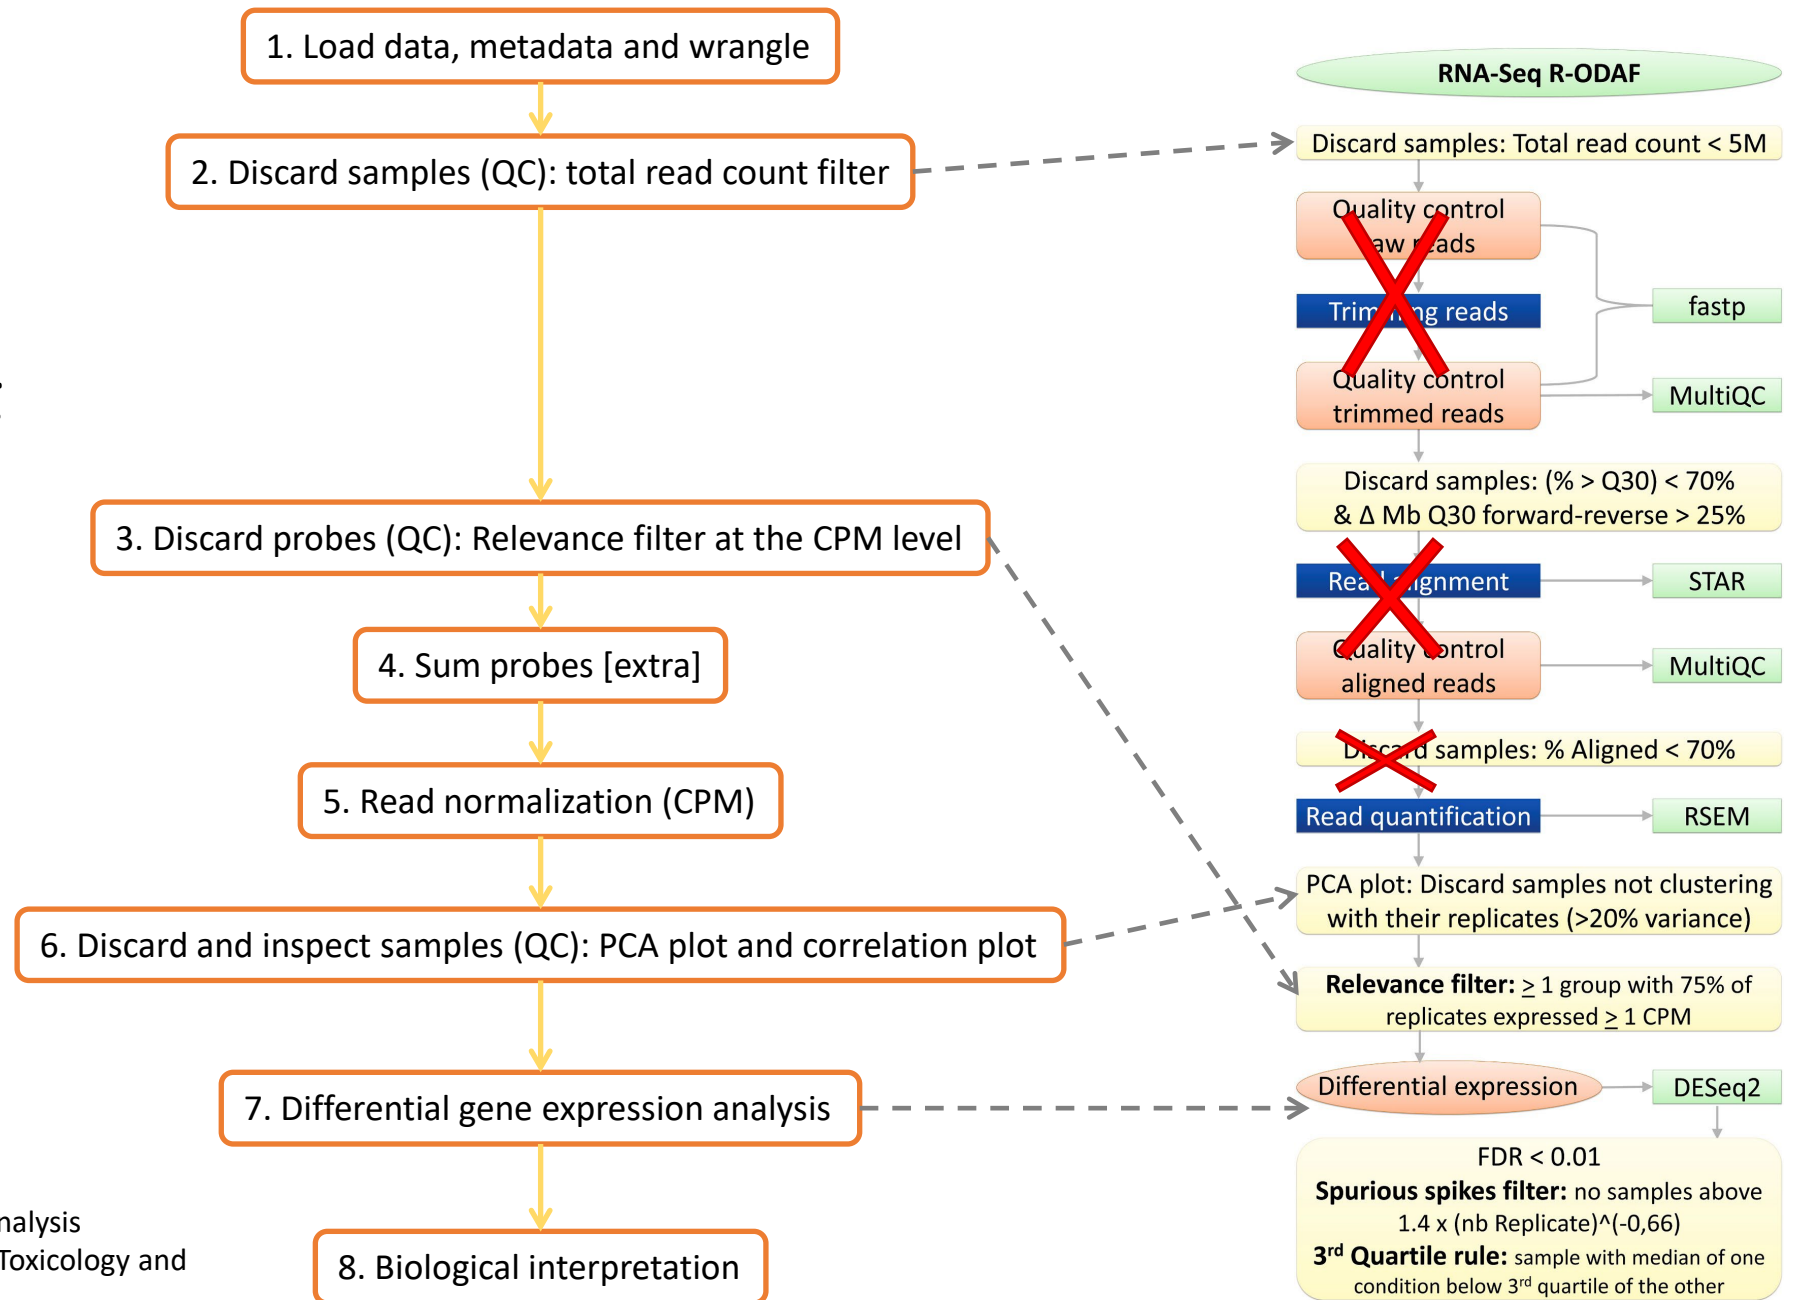 1. Load data, metadata and wrangle
2. Discard samples (QC): total read count filter
3. Discard probes (QC): Relevance filter at the CPM level
4. Sum probes [extra]
5. Read normalization (CPM)
6. Discard and inspect samples (QC): PCA plot and correlation plot
7. Differential gene expression analysis
8. Biological interpretation
nalysis
Toxicology and
RNA-Seq R-ODAF
Discard samples: Total read count < 5M
Quality control
raw reads
Trimming reads
fastp
Quality control
trimmed reads
MultiQC
Discard samples: (% > Q30) < 70%
& Δ Mb Q30 forward-reverse > 25%
Read alignment
STAR
Quality control
aligned reads
MultiQC
Discard samples: % Aligned < 70%
Read quantification
RSEM
PCA plot: Discard samples not clustering
with their replicates (>20% variance)
Relevance filter: ≥ 1 group with 75% of
replicates expressed ≥ 1 CPM
Differential expression
DESeq2
FDR < 0.01
Spurious spikes filter: no samples above
1.4 x (nb Replicate)^(-0,66)
3rd Quartile rule: sample with median of one
condition below 3rd quartile of the other